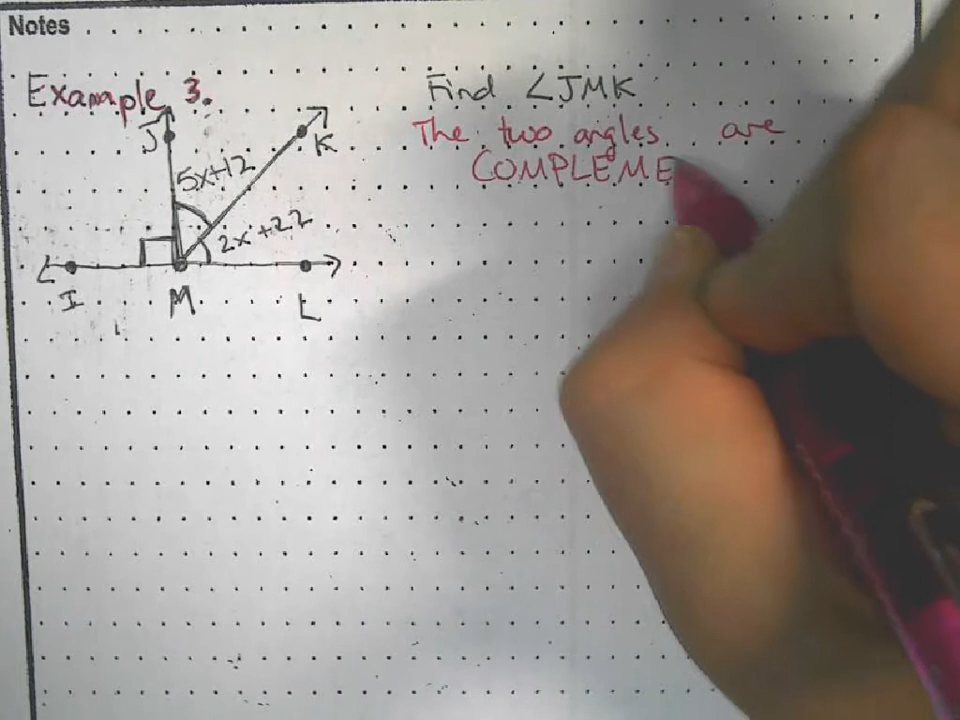 Notes
Example 3.
Find ∠JMK
The two angles are
COMPLEME
J
K
5x+12
2x+22
I
M
L